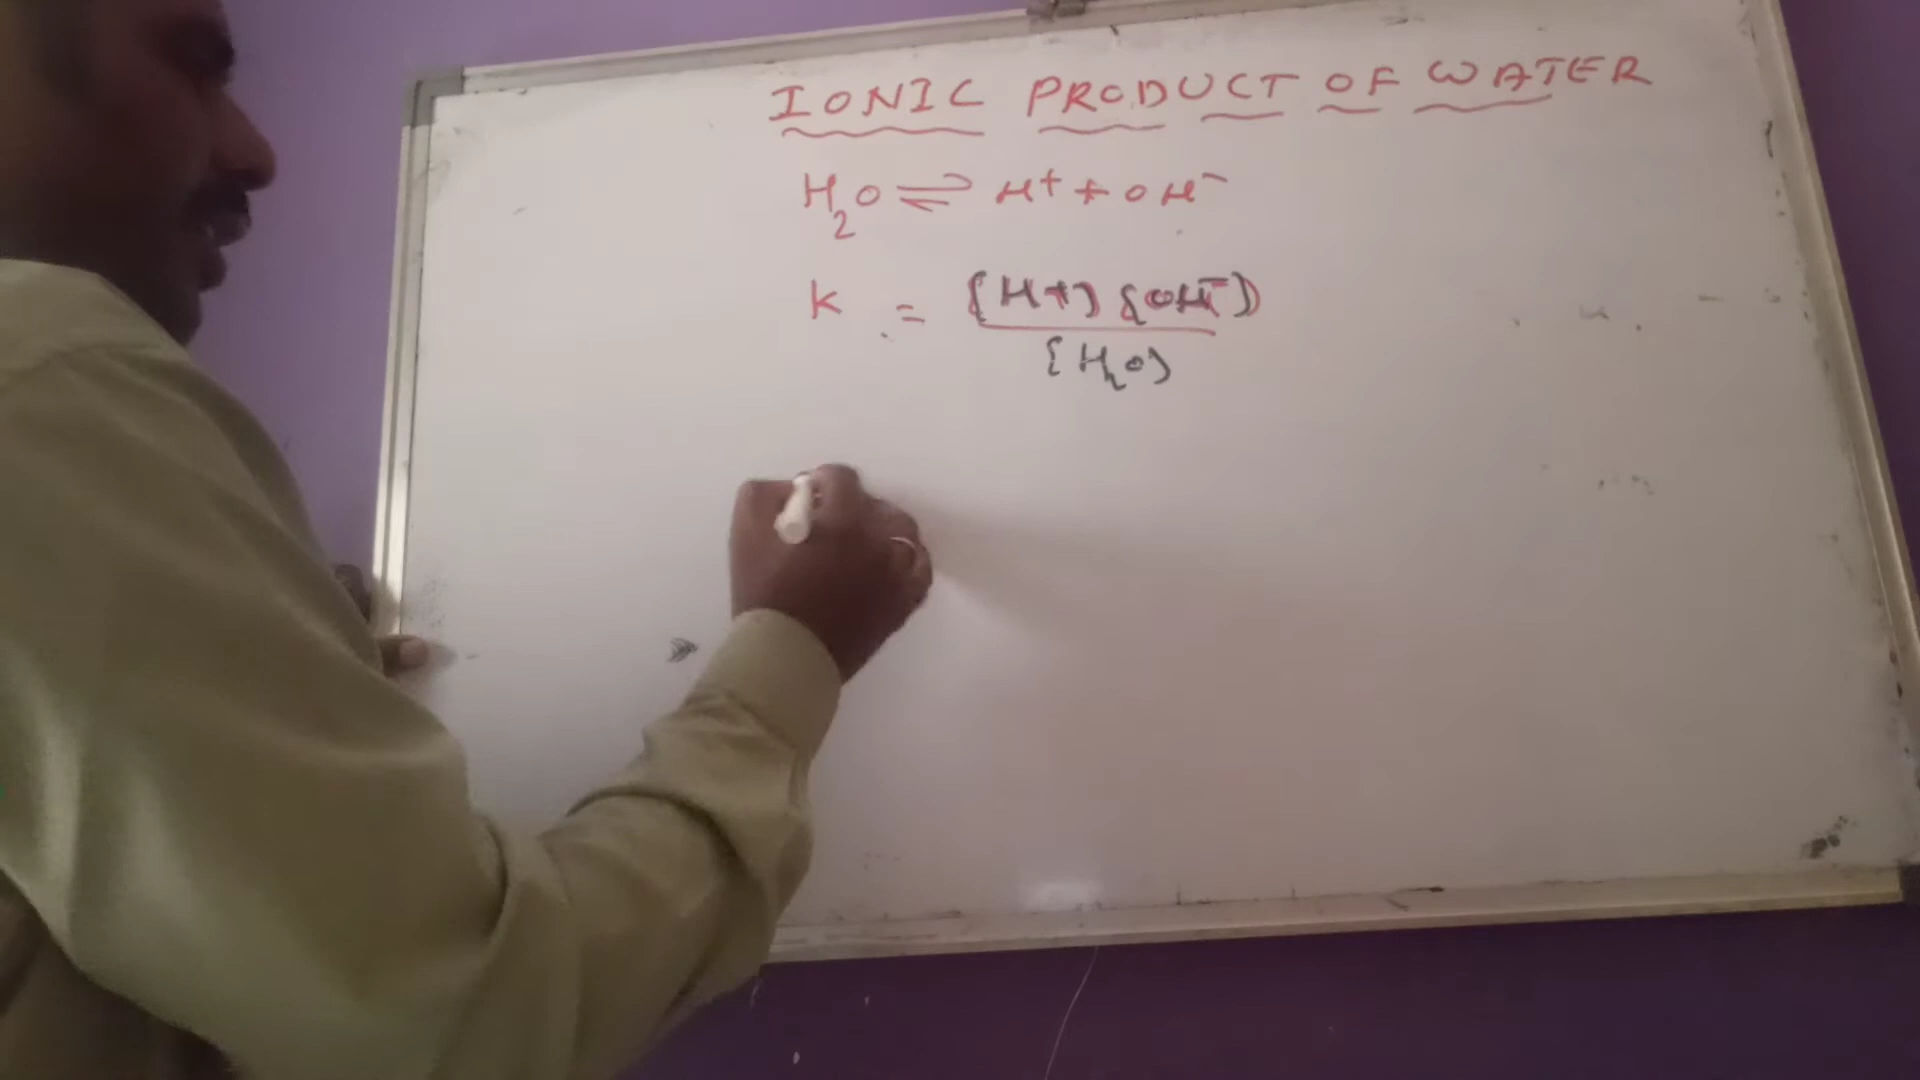 IONIC PRODUCT OF WATER
H₂O ⇌ H⁺ + OH⁻
K = [H+] [OH⁻]
[H₂O]